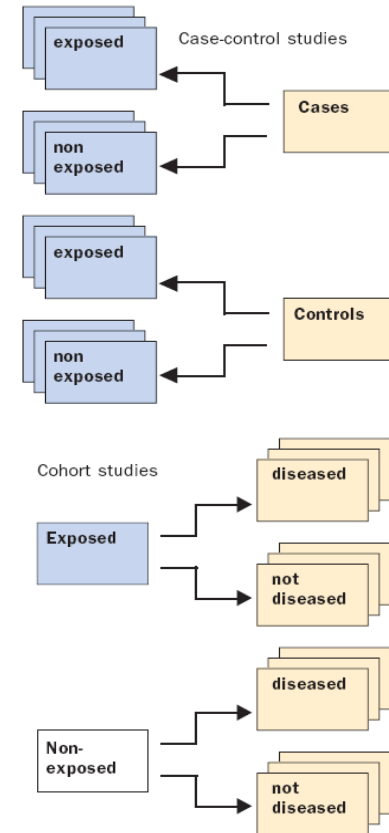 exposed
Case-control studies
Cases
non
exposed
exposed
Controls
non
exposed
Cohort studies
diseased
Exposed
not
diseased
diseased
Non-
exposed
not
diseased